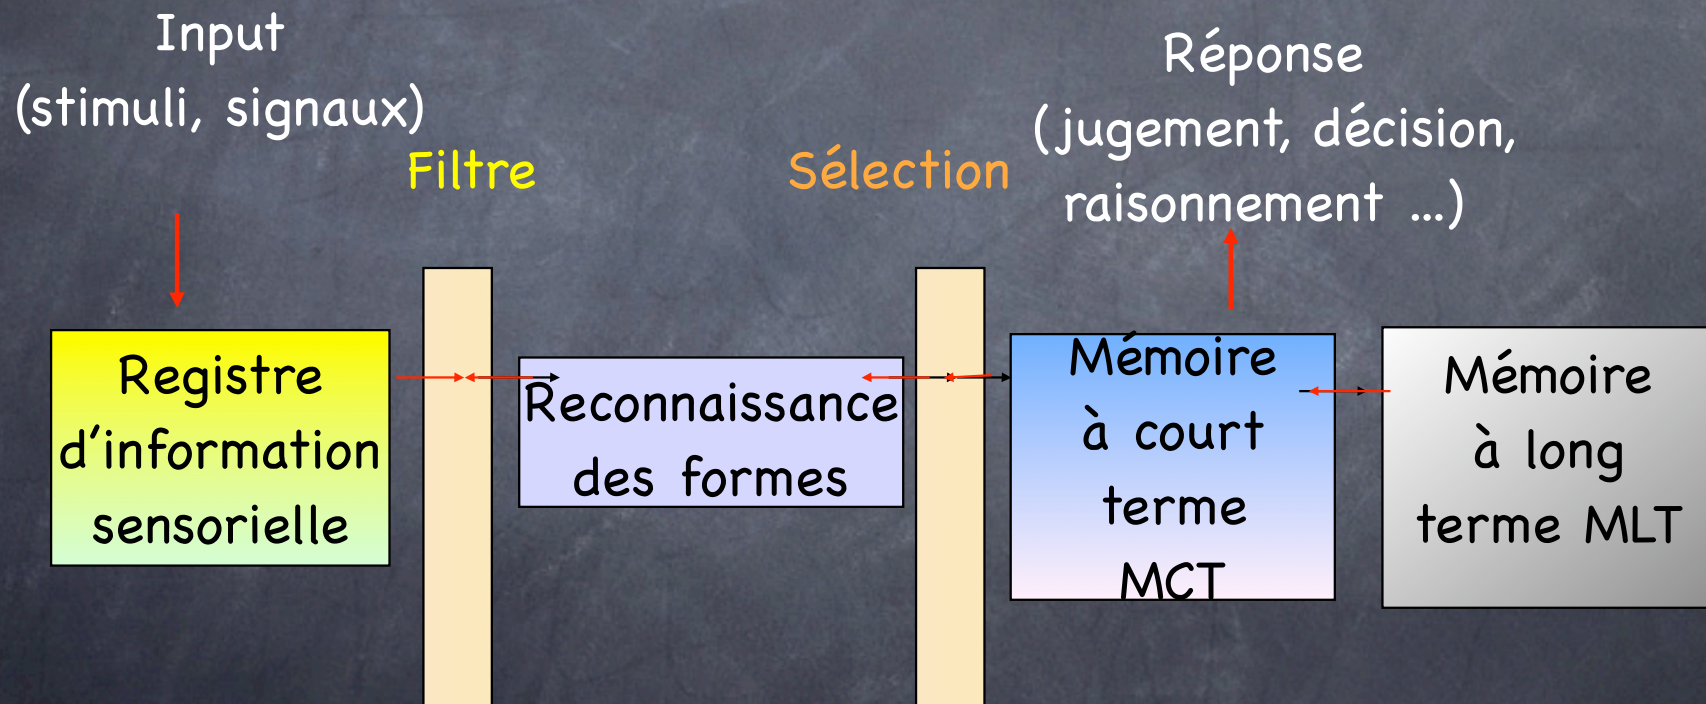 Input
(stimuli, signaux)
Filtre
Sélection
Réponse
(jugement, décision,
raisonnement ...)
Registre
d'information
sensorielle
Reconnaissance
des formes
Mémoire
à court
terme
MCT
Mémoire
à long
terme MLT